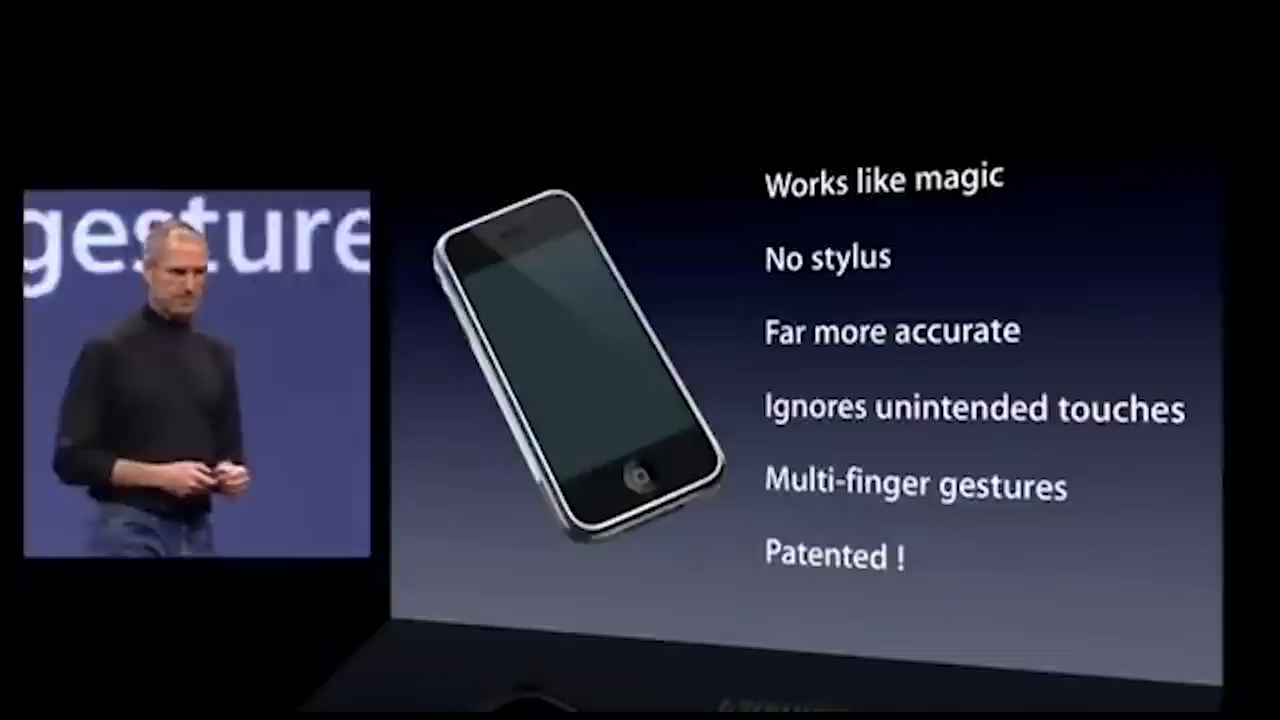 gesture
Works like magic
No stylus
Far more accurate
Ignores unintended touches
Multi-finger gestures
Patented !